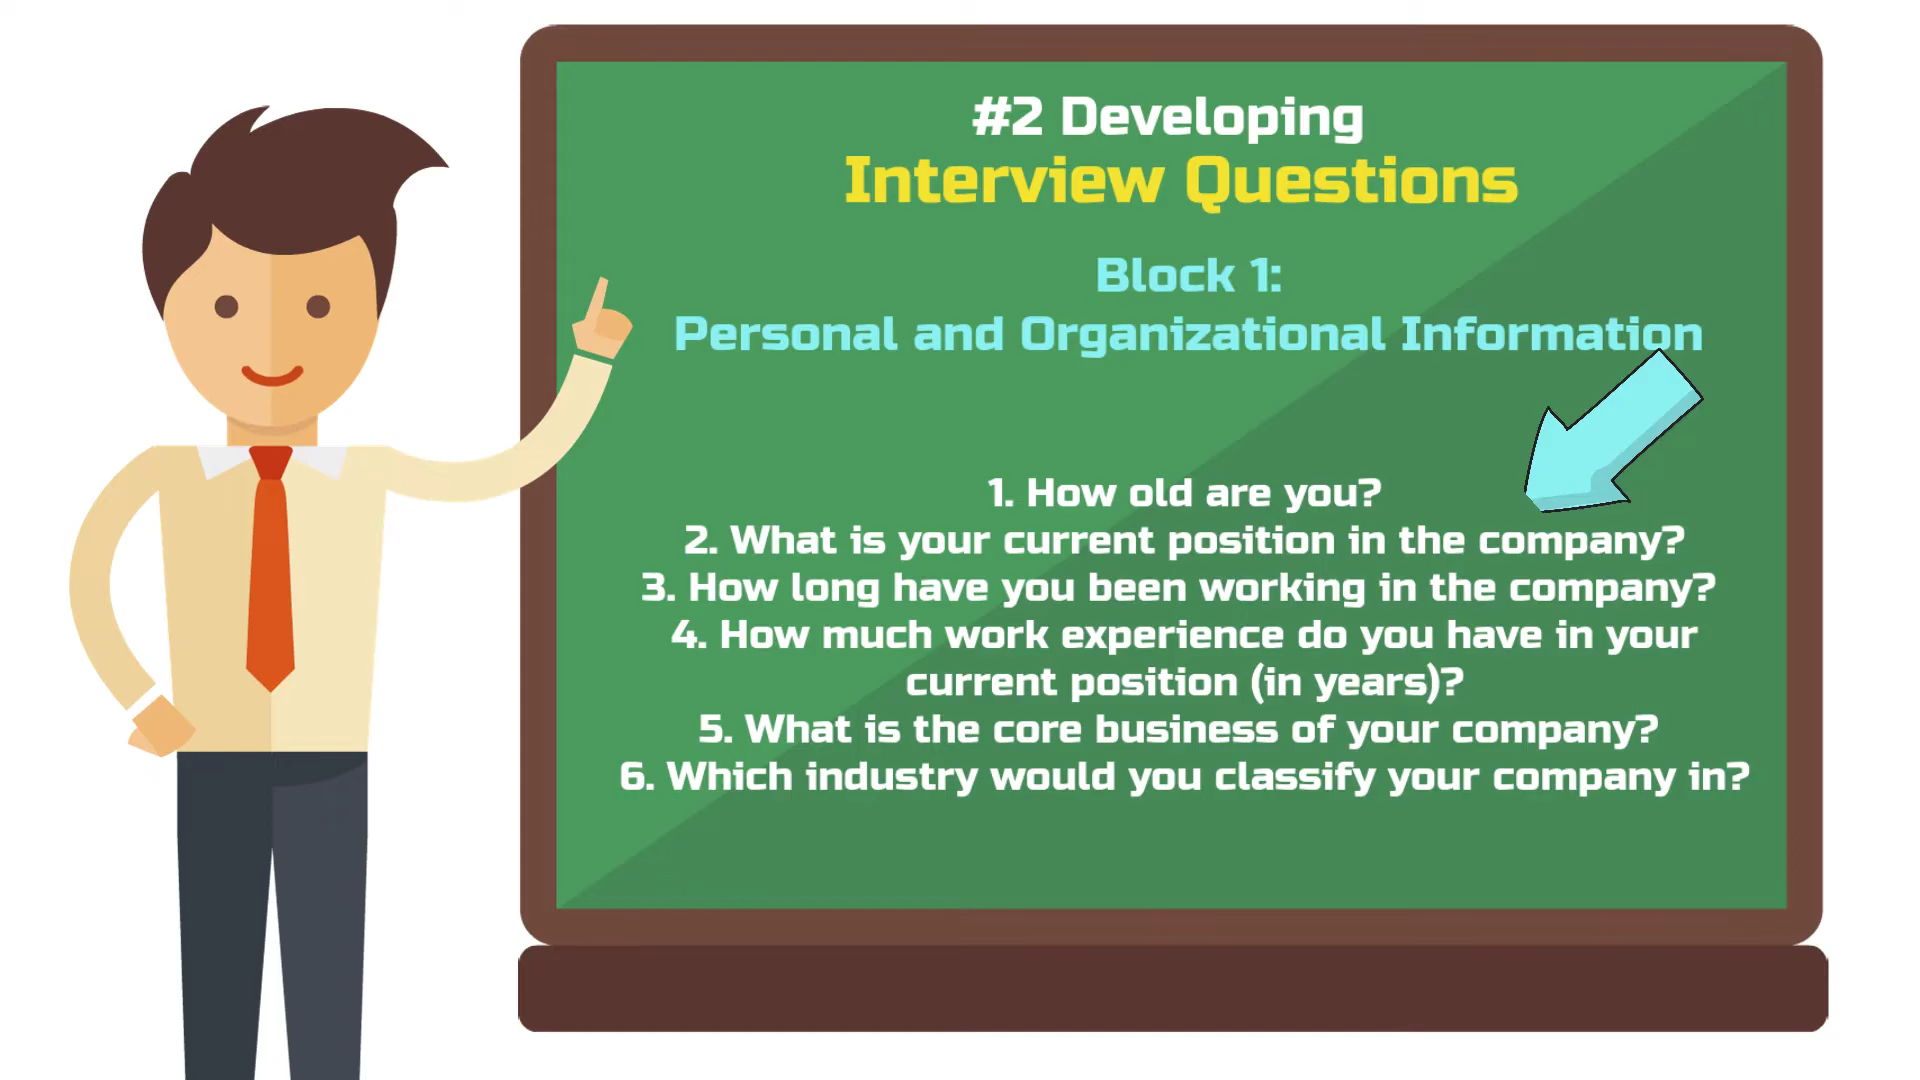 #2 Developing
Interview Questions
Block 1:
Personal and Organizational Information
1. How old are you?
2. What is your current position in the company?
3. How long have you been working in the company?
4. How much work experience do you have in your
current position (in years)?
5. What is the core business of your company?
6. Which industry would you classify your company in?